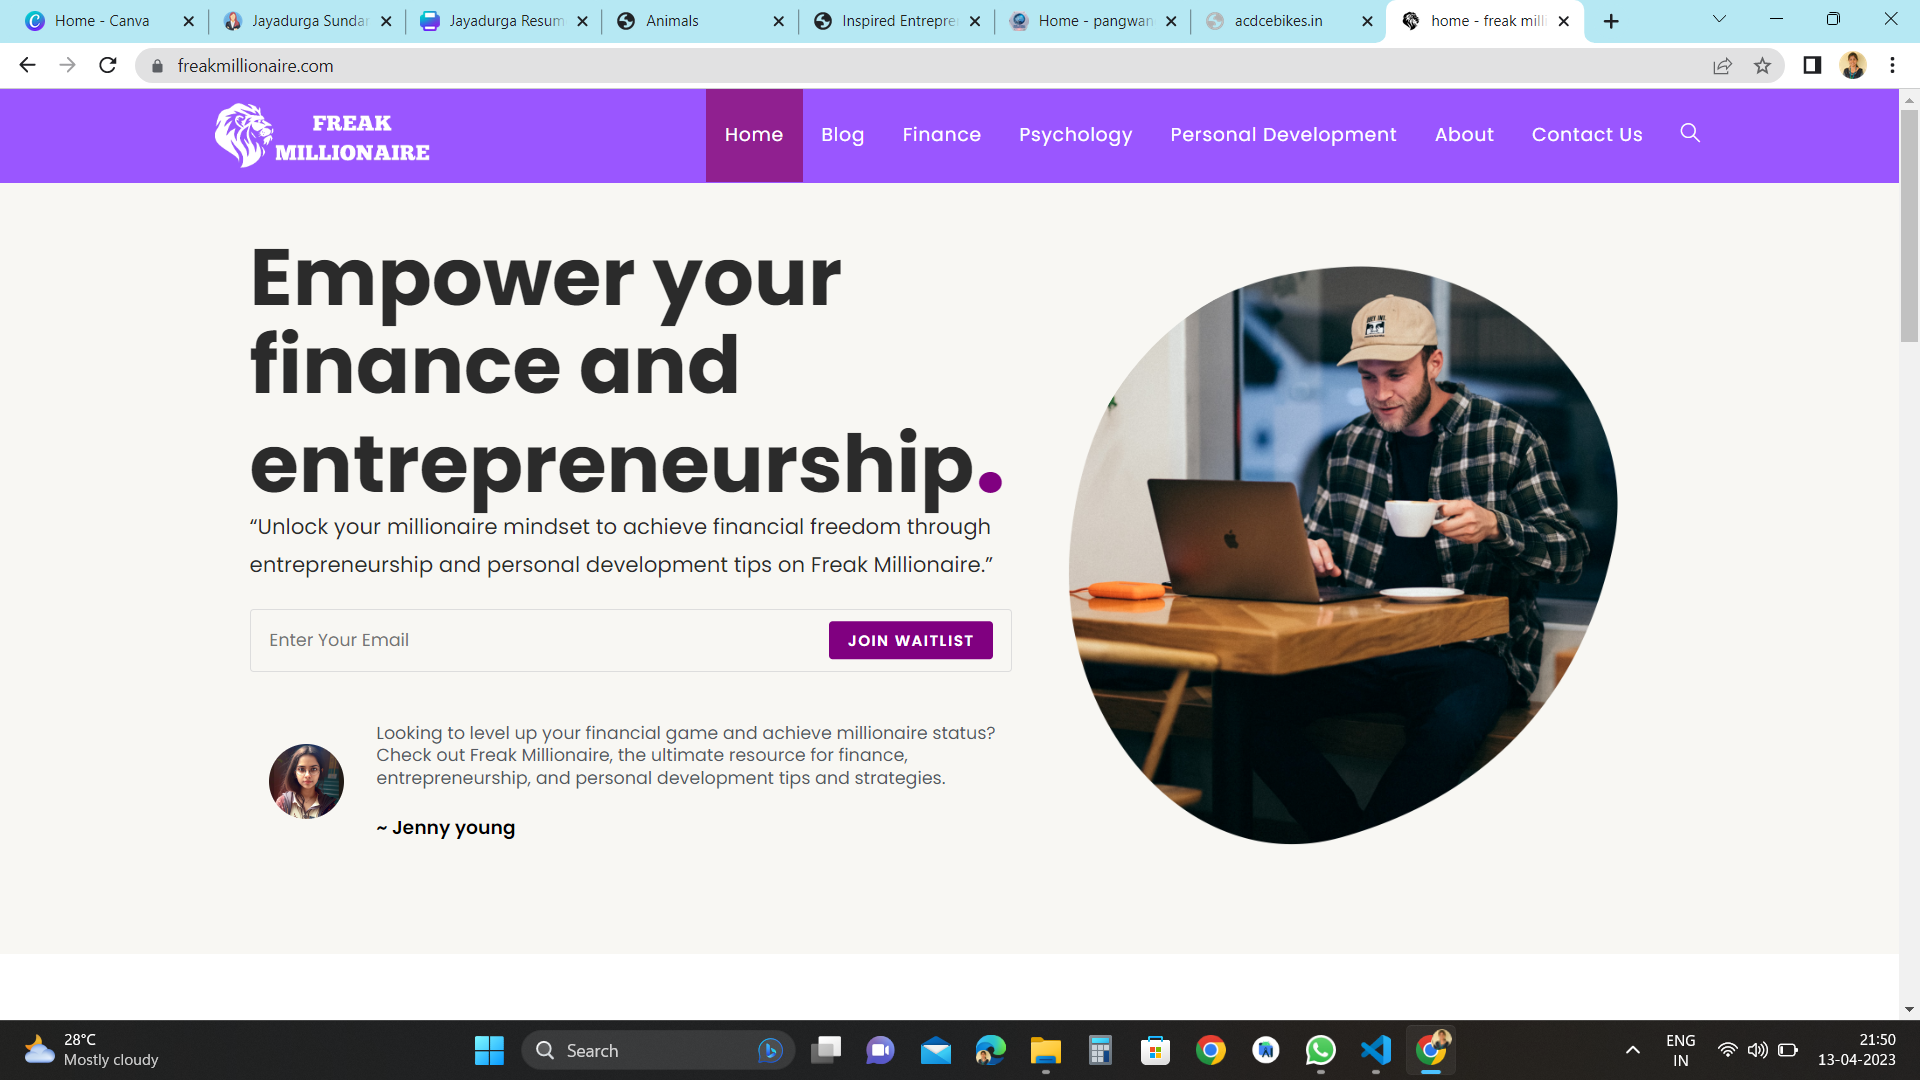 Home - Canva
Jayadurga Sundar
Jayadurga Resum
Animals
Inspired Entrepre
Home - pangwan
acdcebikes.in
home - freak milli
freakmillionaire.com
FREAK
MILLIONAIRE
Home
Blog
Finance
Psychology
Personal Development
About
Contact Us
Empower your
finance and
entrepreneurship.
“Unlock your millionaire mindset to achieve financial freedom through
entrepreneurship and personal development tips on Freak Millionaire.”
Enter Your Email
JOIN WAITLIST
Looking to level up your financial game and achieve millionaire status?
Check out Freak Millionaire, the ultimate resource for finance,
entrepreneurship, and personal development tips and strategies.
~ Jenny young
28°C
Mostly cloudy
Search
ENG
IN
21:50
13-04-2023